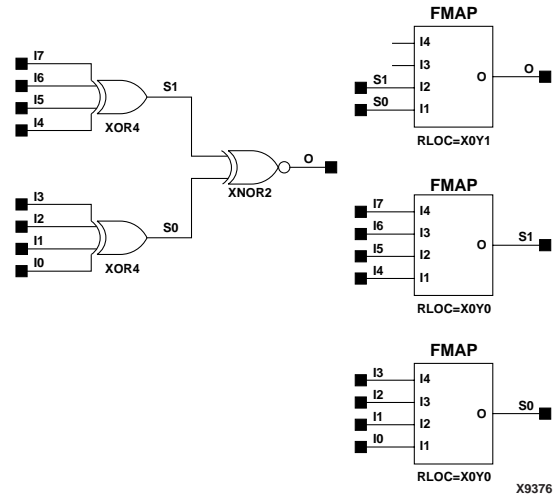 I7
I6
I5
I4
XOR4
S1
I3
I2
I1
I0
XOR4
S0
XNOR2
O
FMAP
I4
I3
S1 I2
S0 I1
O O
RLOC=X0Y1
FMAP
I7 I4
I6 I3
I5 I2
I4 I1
O S1
RLOC=X0Y0
FMAP
I3 I4
I2 I3
I1 I2
I0 I1
O S0
RLOC=X0Y0
X9376